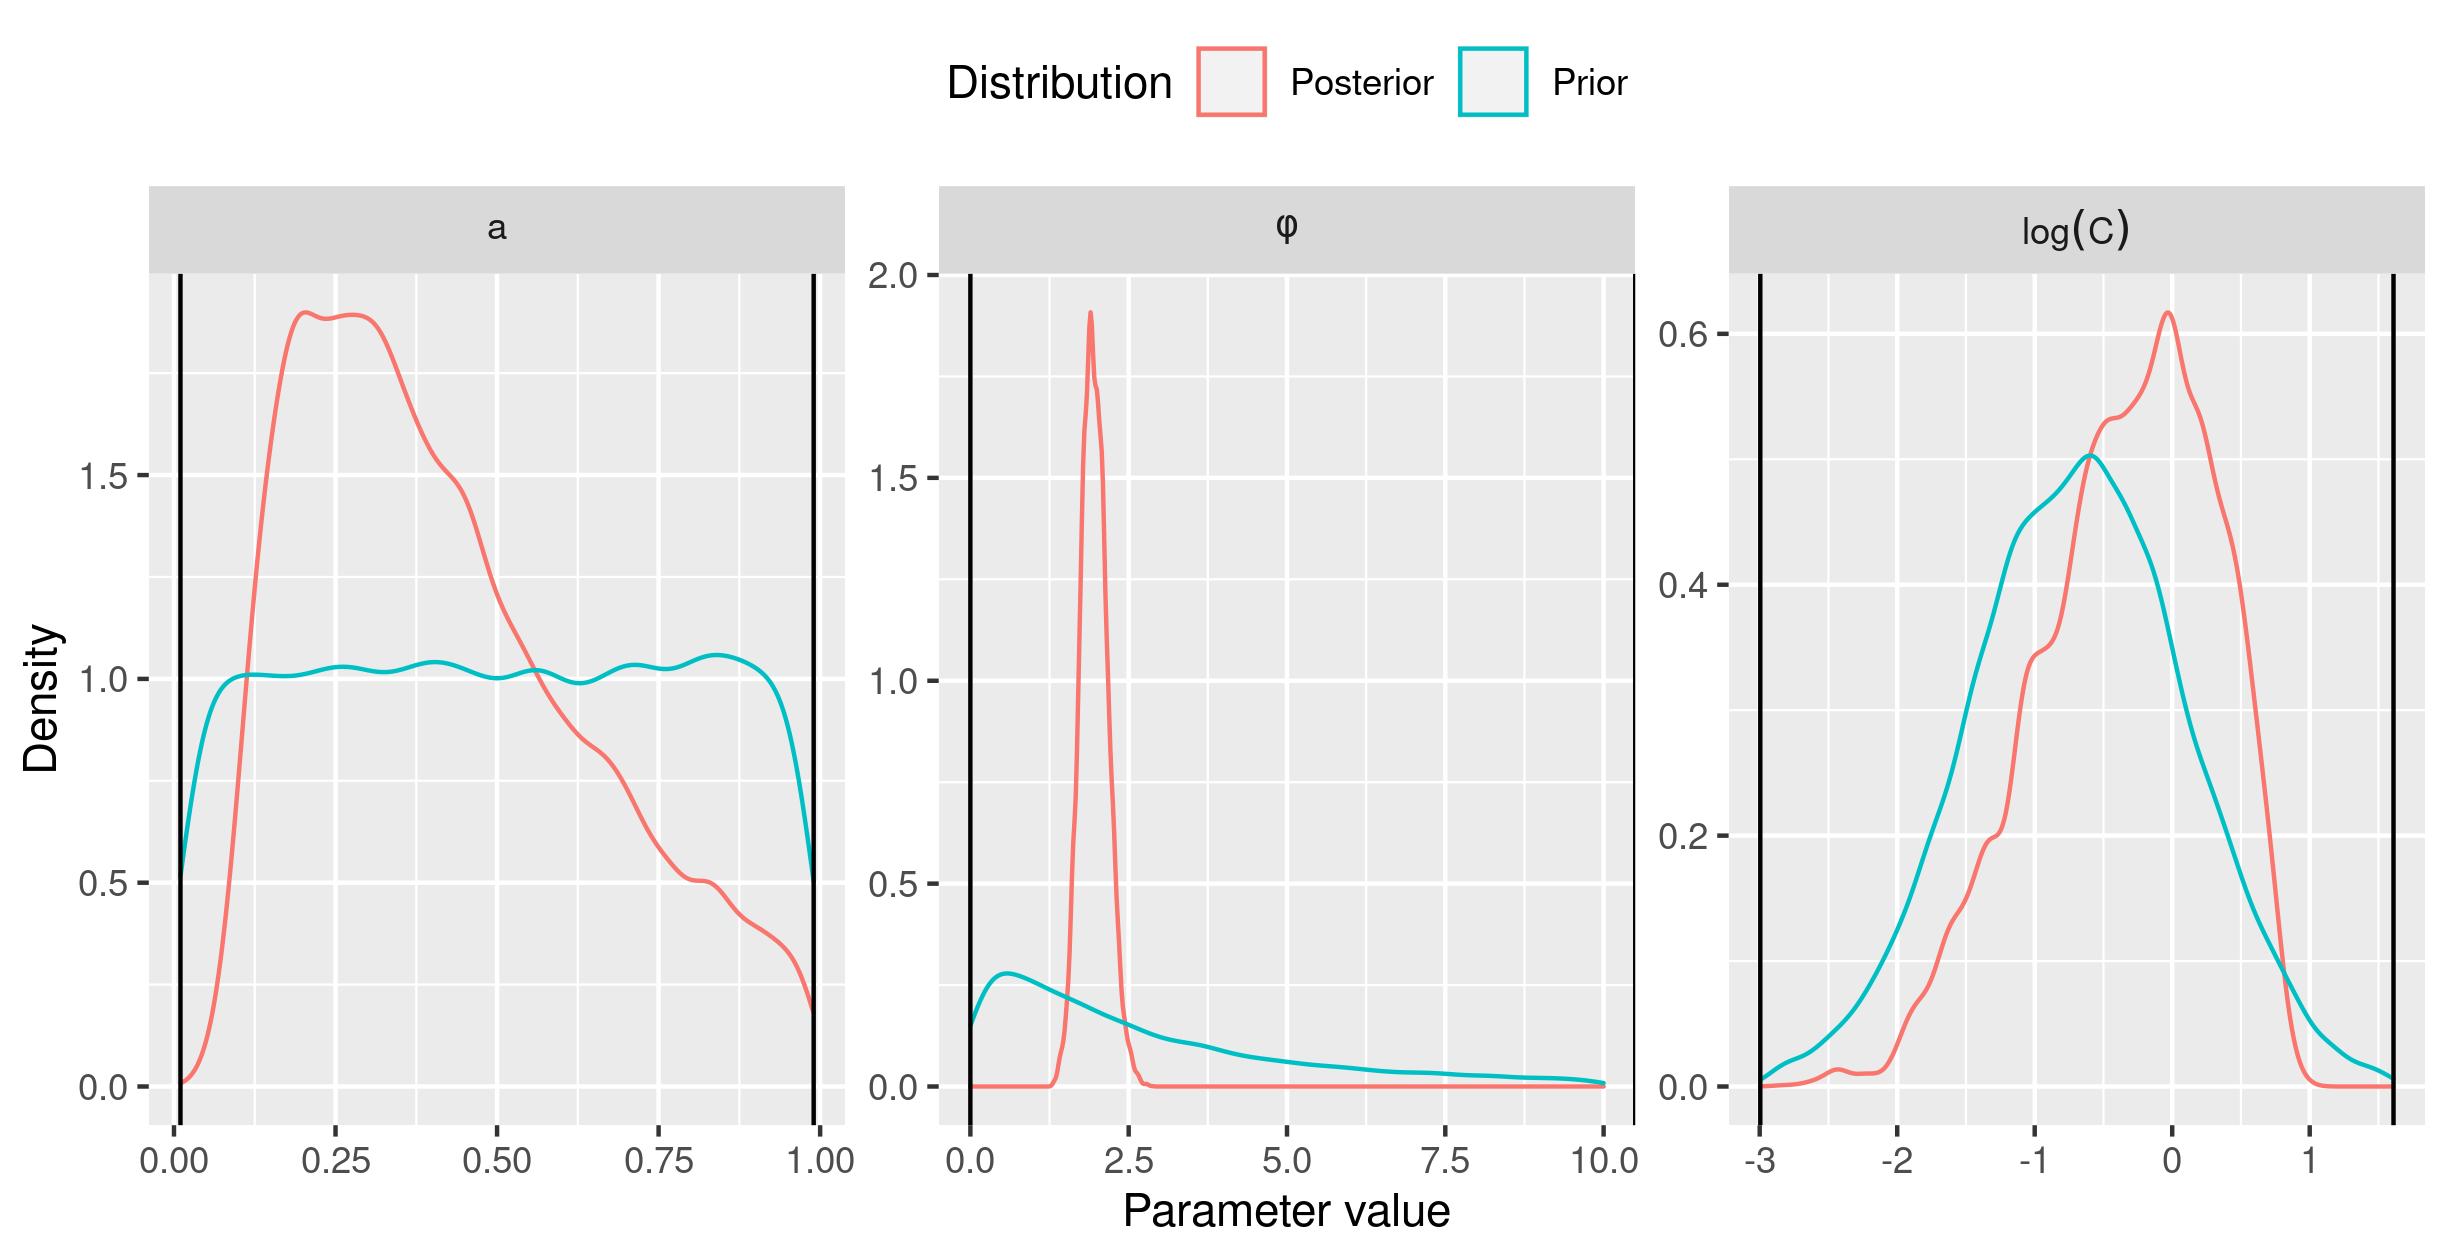 Distribution Posterior Prior
a φ log(C)
Density
2.0
1.5
1.0
0.5
0.0
1.5
1.0
0.5
0.0
0.6
0.4
0.2
0.0
0.00 0.25 0.50 0.75 1.00
0.0 2.5 5.0 7.5 10.0
-3 -2 -1 0 1
Parameter value